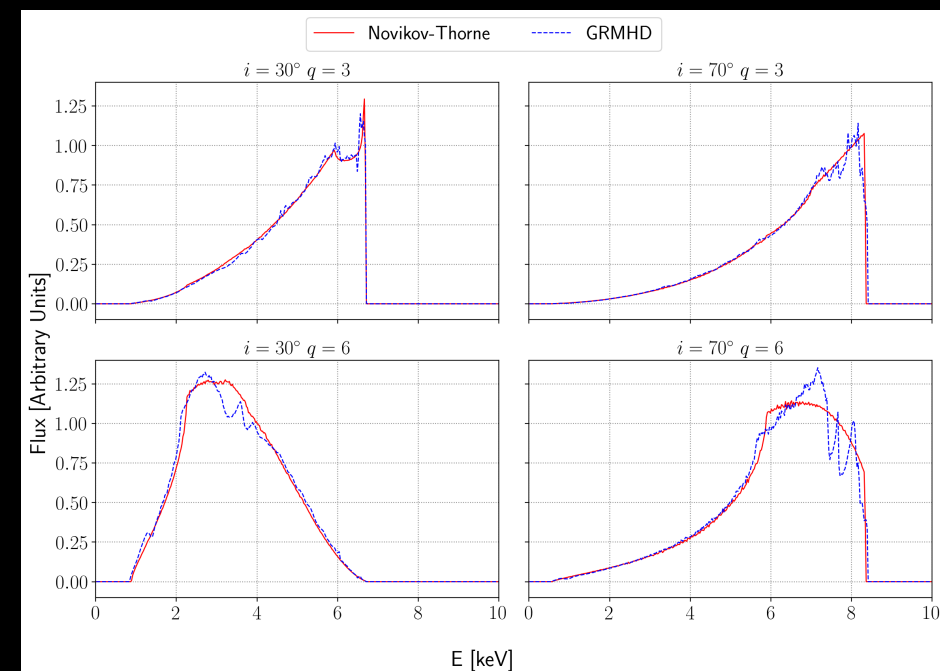 Novikov-Thorne GRMHD
i = 30° q = 3
i = 70° q = 3
1.25
1.00
0.75
0.50
0.25
0.00
i = 30° q = 6
i = 70° q = 6
1.25
1.00
0.75
0.50
0.25
0.00
0 2 4 6 8 10
0 2 4 6 8 10
Flux [Arbitrary Units]
E [keV]